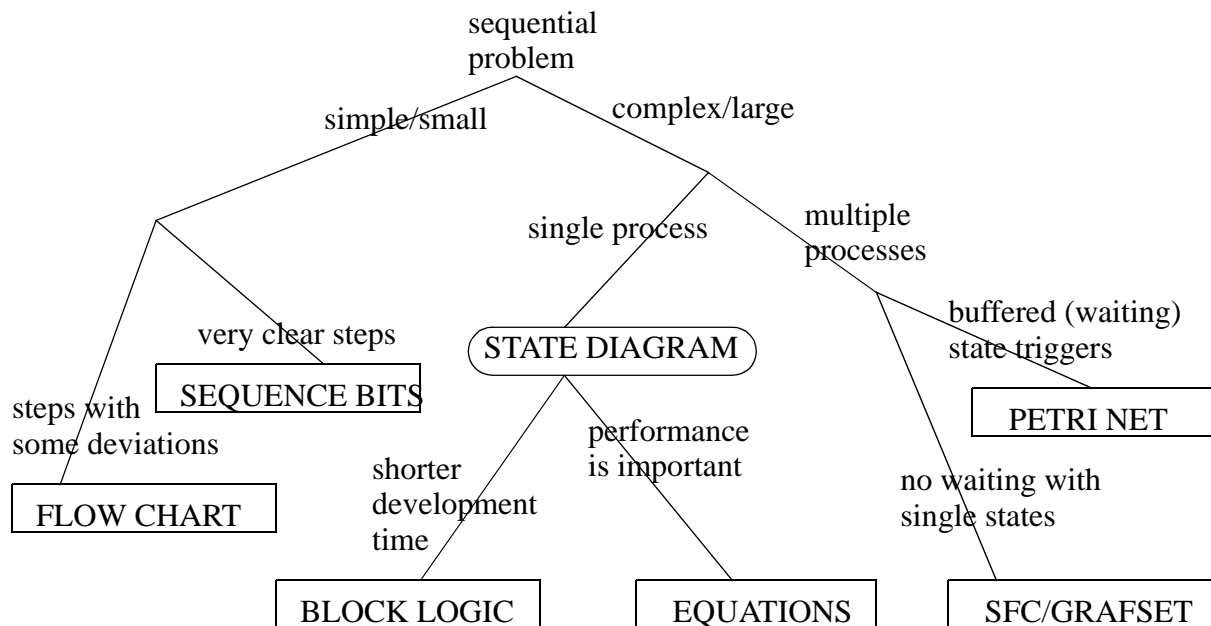 sequential
problem
simple/small
complex/large
single process
multiple
processes
very clear steps
SEQUENCE BITS
STATE DIAGRAM
buffered (waiting)
state triggers
PETRI NET
steps with
some deviations
FLOW CHART
shorter
development
time
performance
is important
no waiting with
single states
BLOCK LOGIC
EQUATIONS
SFC/GRAFSET